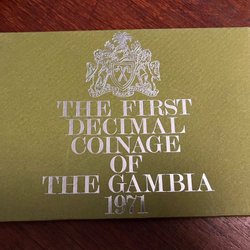 THE FIRST
DECIMAL
COINAGE
OF
THE GAMBIA
1971